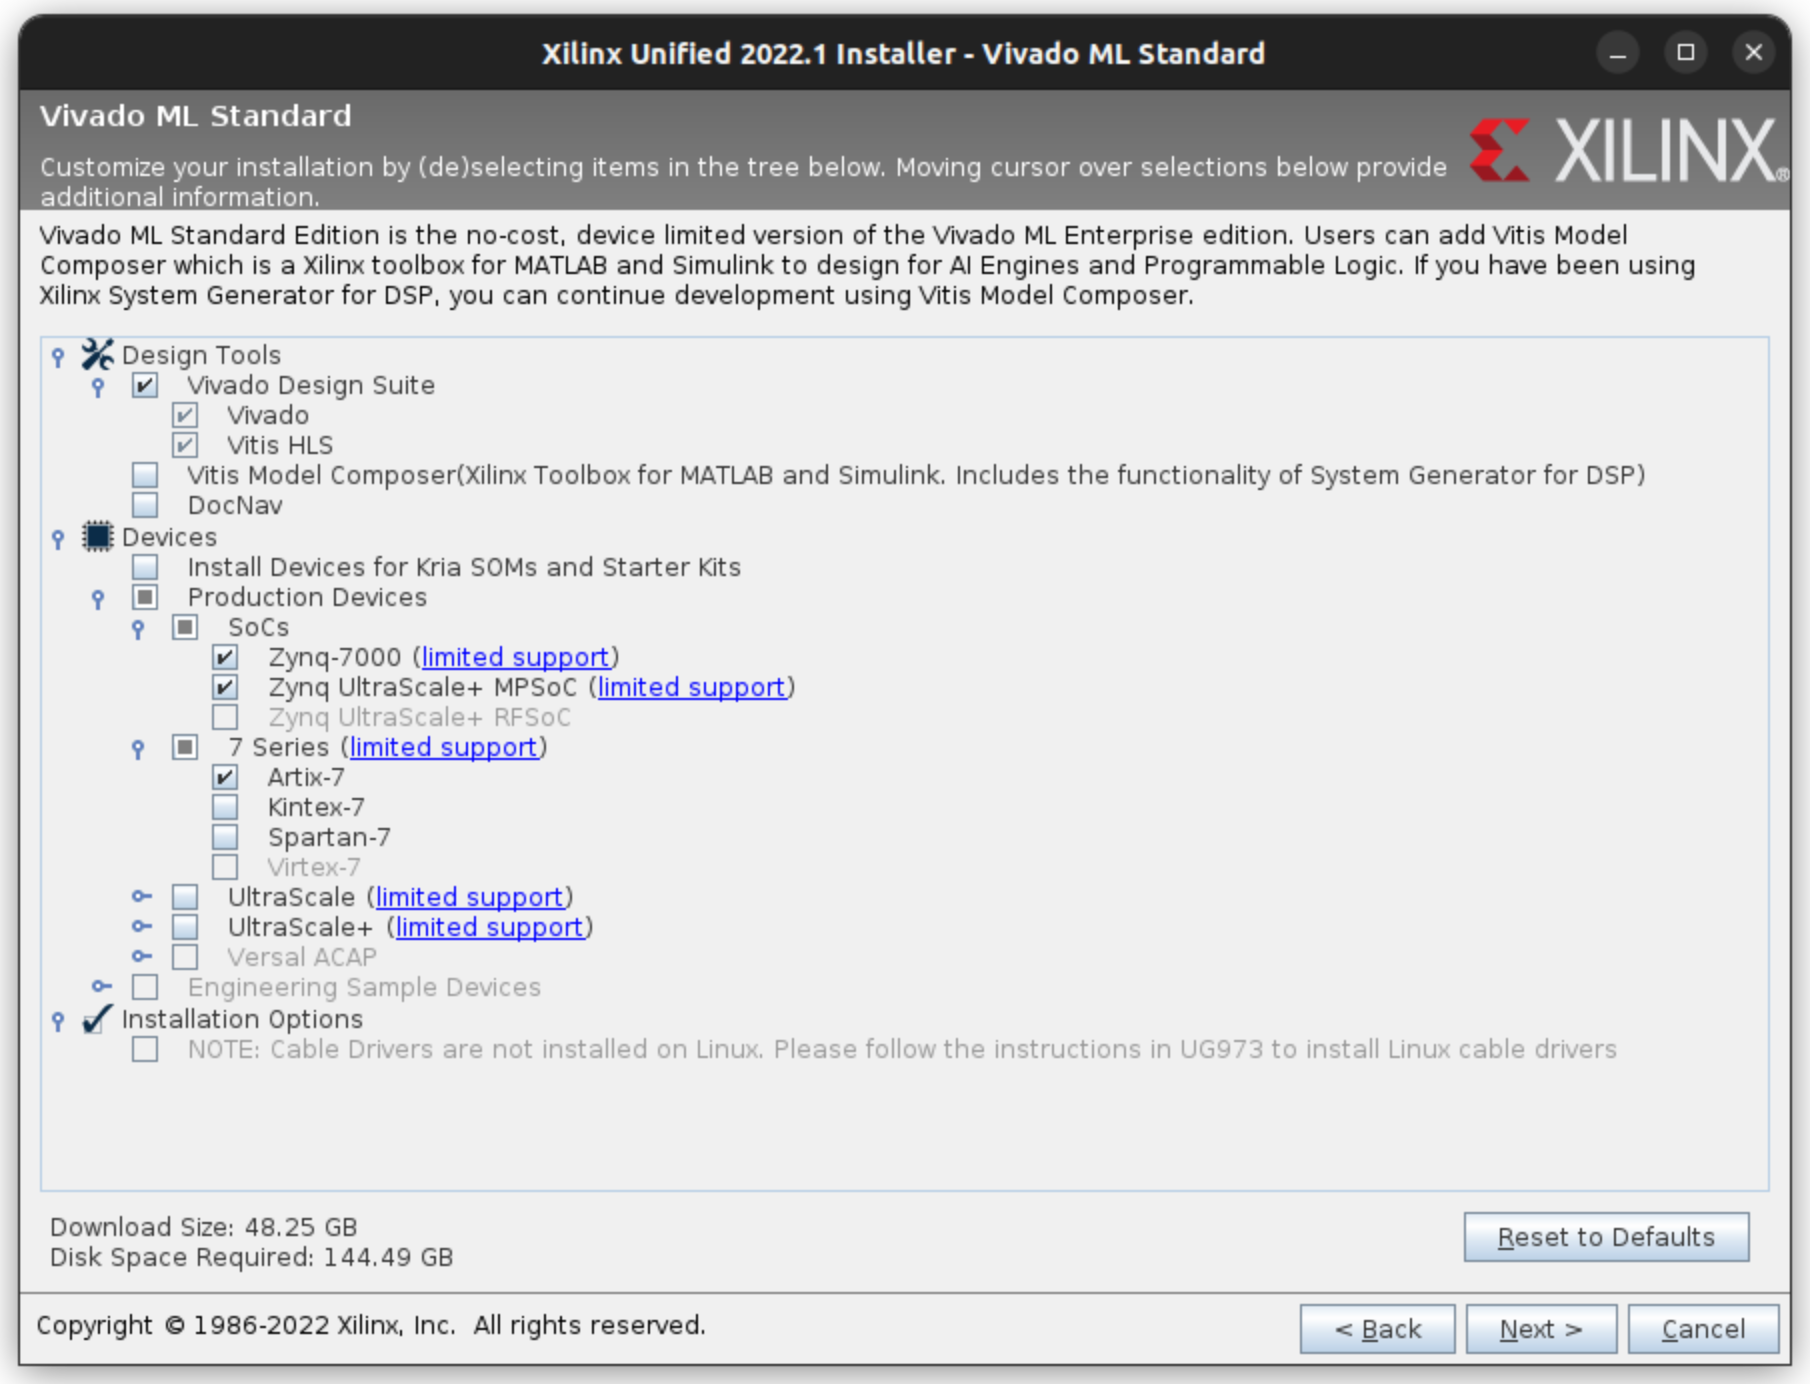 Xilinx Unified 2022.1 Installer - Vivado ML Standard
Vivado ML Standard
Customize your installation by (de)selecting items in the tree below. Moving cursor over selections below provide
additional information.
XILINX®
Vivado ML Standard Edition is the no-cost, device limited version of the Vivado ML Enterprise edition. Users can add Vitis Model
Composer which is a Xilinx toolbox for MATLAB and Simulink to design for AI Engines and Programmable Logic. If you have been using
Xilinx System Generator for DSP, you can continue development using Vitis Model Composer.
Design Tools
Vivado Design Suite
Vivado
Vitis HLS
Vitis Model Composer(Xilinx Toolbox for MATLAB and Simulink. Includes the functionality of System Generator for DSP)
DocNav
Devices
Install Devices for Kria SOMs and Starter Kits
Production Devices
SoCs
Zynq-7000 (limited support)
Zynq UltraScale+ MPSoC (limited support)
Zynq UltraScale+ RFSoC
7 Series (limited support)
Artix-7
Kintex-7
Spartan-7
Virtex-7
UltraScale (limited support)
UltraScale+ (limited support)
Versal ACAP
Engineering Sample Devices
Installation Options
NOTE: Cable Drivers are not installed on Linux. Please follow the instructions in UG973 to install Linux cable drivers
Download Size: 48.25 GB
Disk Space Required: 144.49 GB
Reset to Defaults
Copyright © 1986-2022 Xilinx, Inc. All rights reserved.
< Back
Next >
Cancel